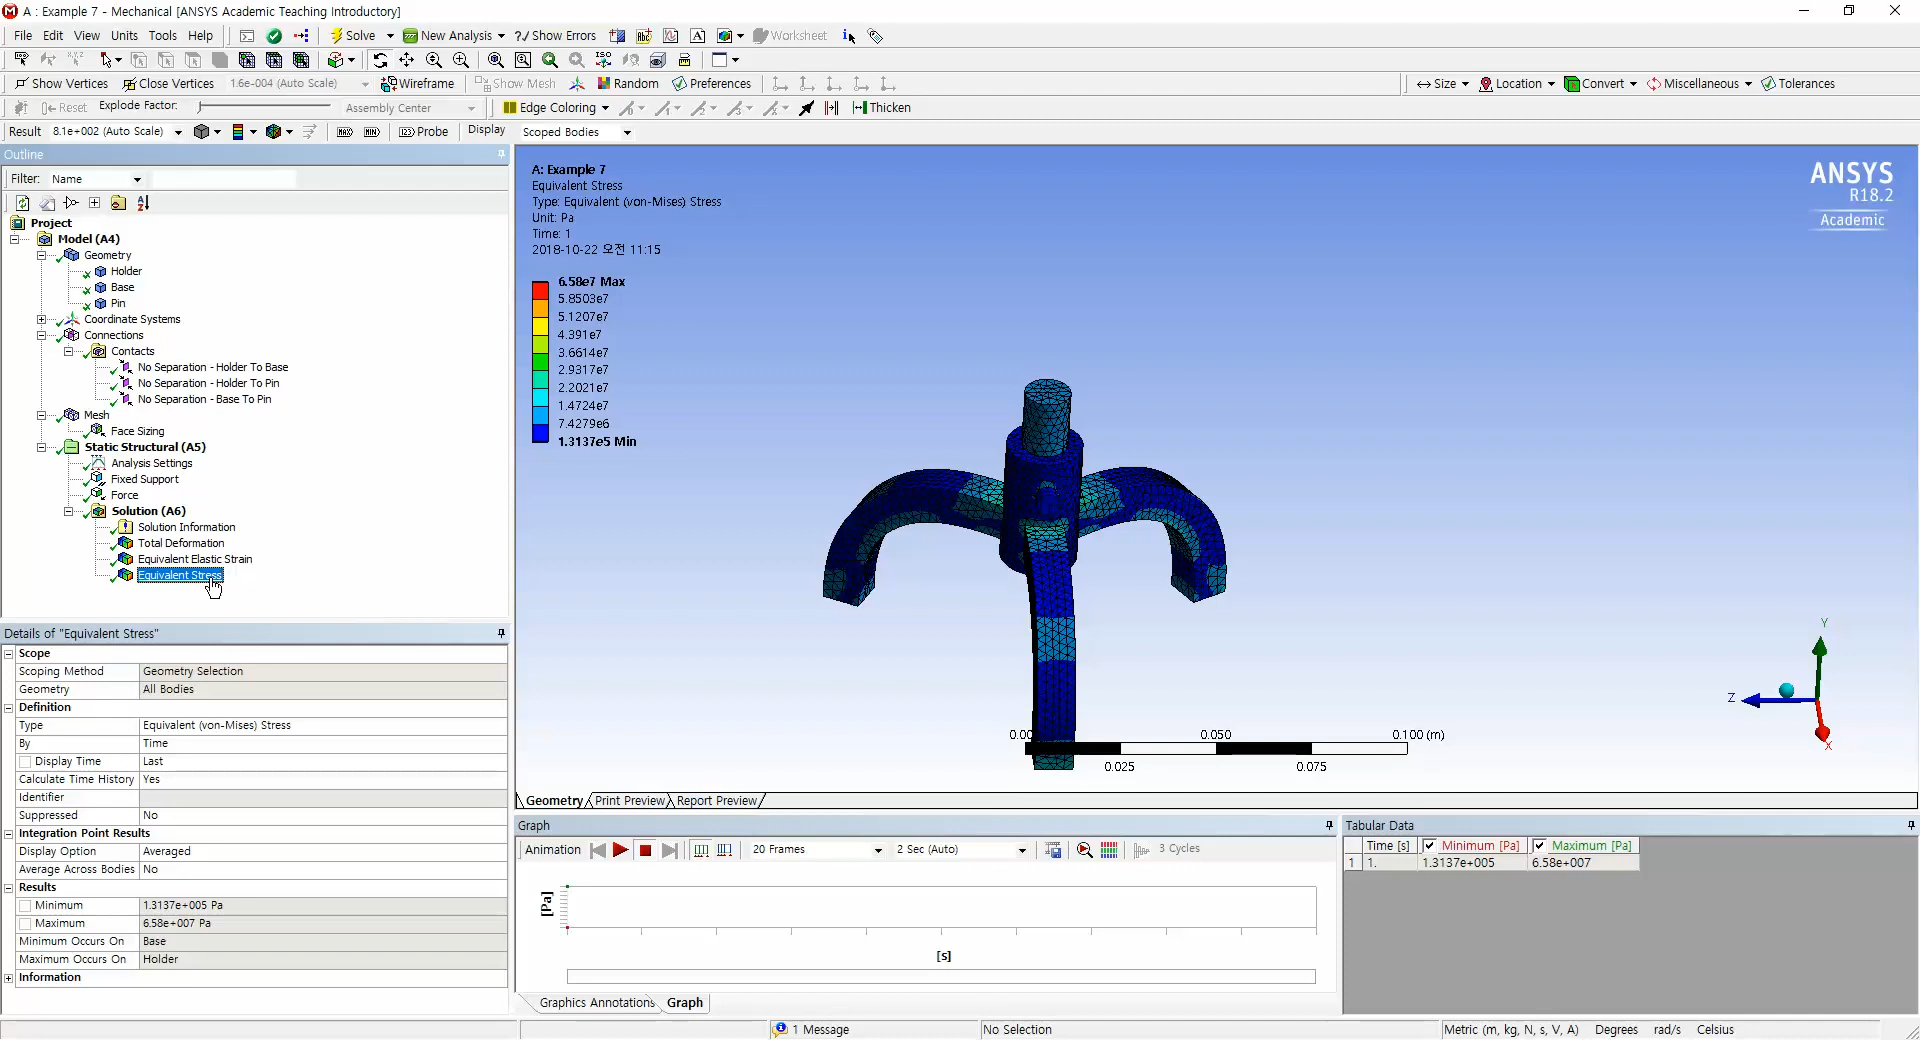 A : Example 7 - Mechanical [ANSYS Academic Teaching Introductory]
File Edit View Units Tools Help Solve New Analysis ?/ Show Errors Worksheet
Show Vertices Close Vertices 1.6e-004 (Auto Scale) Wireframe Show Mesh Random Preferences Size Location Convert Miscellaneous Tolerances
Reset Explode Factor: Assembly Center Edge Coloring Thicken
Result 8.1e+002 (Auto Scale) MAX MIN Probe Display Scoped Bodies
Outline
Filter: Name
Project
Model (A4)
Geometry
Holder
Base
Pin
Coordinate Systems
Connections
Contacts
No Separation - Holder To Base
No Separation - Holder To Pin
No Separation - Base To Pin
Mesh
Face Sizing
Static Structural (A5)
Analysis Settings
Fixed Support
Force
Solution (A6)
Solution Information
Total Deformation
Equivalent Elastic Strain
Equivalent Stress
Details of "Equivalent Stress"
Scope
Scoping Method Geometry Selection
Geometry All Bodies
Definition
Type Equivalent (von-Mises) Stress
By Time
Display Time Last
Calculate Time History Yes
Identifier
Suppressed No
Integration Point Results
Display Option Averaged
Average Across Bodies No
Results
Minimum 1.3137e+005 Pa
Maximum 6.58e+007 Pa
Minimum Occurs On Base
Maximum Occurs On Holder
Information
A: Example 7
Equivalent Stress
Type: Equivalent (von-Mises) Stress
Unit: Pa
Time: 1
2018-10-22 오전 11:15
6.58e7 Max
5.8503e7
5.1207e7
4.391e7
3.6614e7
2.9317e7
2.2021e7
1.4724e7
7.4279e6
1.3137e5 Min
ANSYS
R18.2
Academic
Y
Z
X
0.00 0.050 0.100 (m)
0.025 0.075
Geometry Print Preview Report Preview
Graph
Animation 20 Frames 2 Sec (Auto) 3 Cycles
[Pa]
[s]
Graphics Annotations Graph
Tabular Data
Time [s] Minimum [Pa] Maximum [Pa]
1 1. 1.3137e+005 6.58e+007
1 Message No Selection Metric (m, kg, N, s, V, A) Degrees rad/s Celsius